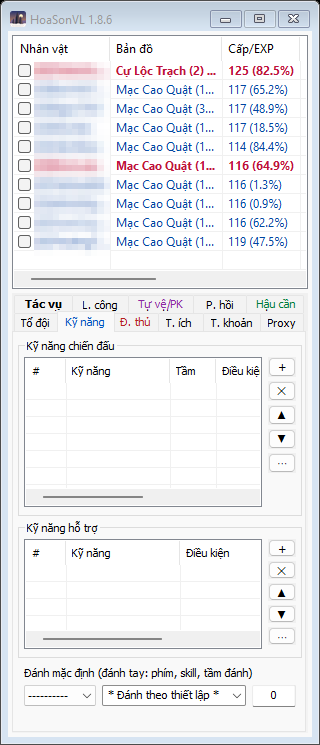 HoaSonVL 1.8.6
Nhân vật Bản đồ Cấp/EXP
Cự Lộc Trạch (2) ... 125 (82.5%)
Mạc Cao Quật (1... 117 (65.2%)
Mạc Cao Quật (3... 117 (48.9%)
Mạc Cao Quật (1... 117 (18.5%)
Mạc Cao Quật (1... 114 (84.4%)
Mạc Cao Quật (1... 116 (64.9%)
Mạc Cao Quật (1... 116 (1.3%)
Mạc Cao Quật (1... 116 (0.9%)
Mạc Cao Quật (1... 116 (62.2%)
Mạc Cao Quật (1... 119 (47.5%)
Tác vụ L. công Tự vệ/PK P. hồi Hậu cần
Tổ đội Kỹ năng Đ. thủ T. ích T. khoản Proxy
Kỹ năng chiến đấu
# Kỹ năng Tầm Điều kiệ
+
×
▲
▼
...
Kỹ năng hỗ trợ
# Kỹ năng Điều kiện
+
×
▲
▼
...
Đánh mặc định (đánh tay: phím, skill, tầm đánh)
---------- * Đánh theo thiết lập * 0